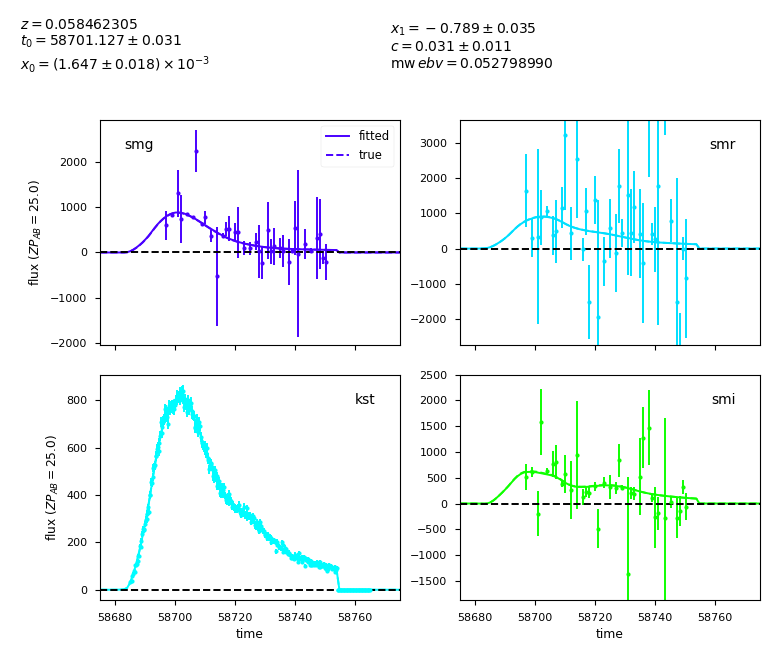 z = 0.058462305
t₀ = 58701.127 ± 0.031
x₀ = (1.647 ± 0.018) × 10⁻³
x₁ = −0.789 ± 0.035
c = 0.031 ± 0.011
mw ebv = 0.052798990
smg
fitted
true
flux (ZP_AB = 25.0)
2000
1000
0
−1000
−2000
smr
3000
2000
1000
0
−1000
−2000
kst
flux (ZP_AB = 25.0)
800
600
400
200
0
58680 58700 58720 58740 58760
time
smi
2500
2000
1500
1000
500
0
−500
−1000
−1500
58680 58700 58720 58740 58760
time